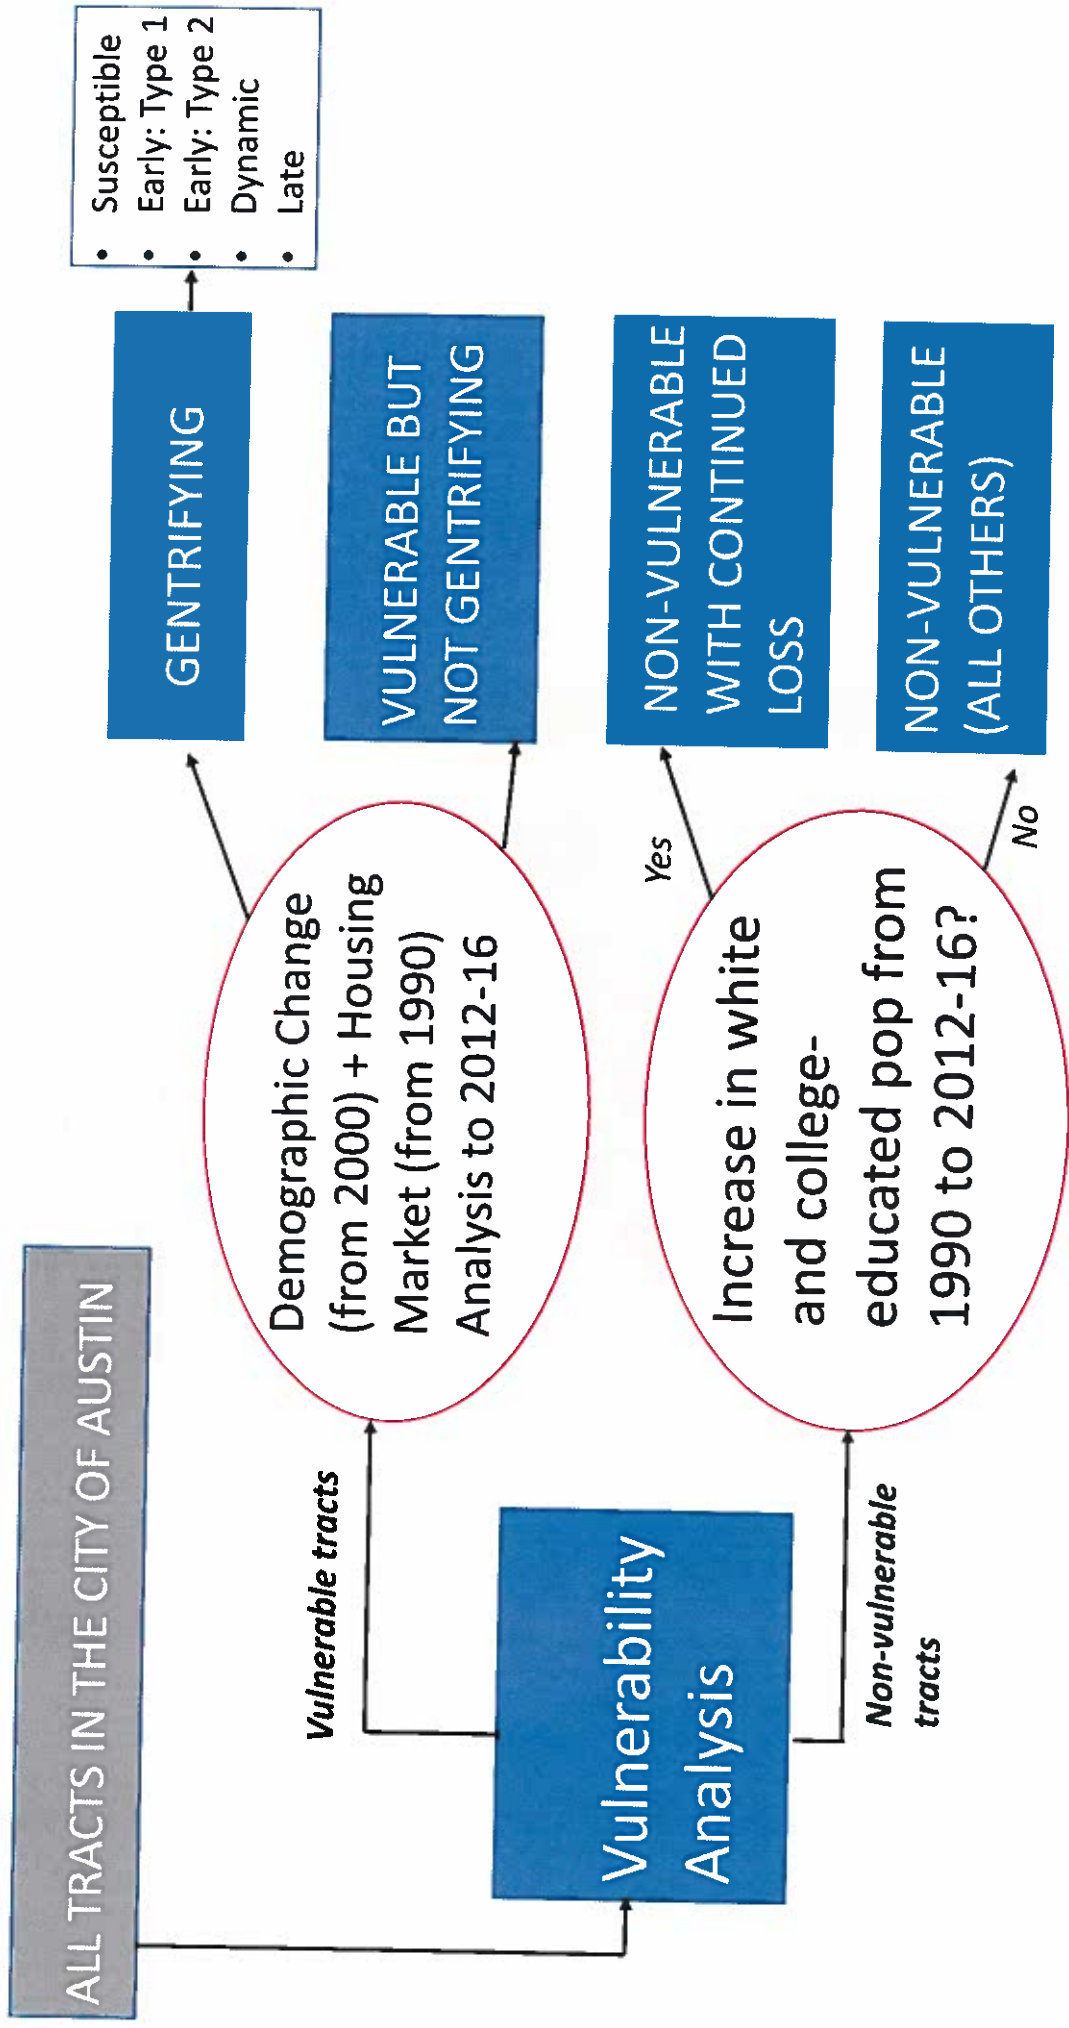 ALL TRACTS IN THE CITY OF AUSTIN
Vulnerability
Analysis
Vulnerable tracts
Non-vulnerable
tracts
Demographic Change
(from 2000) + Housing
Market (from 1990)
Analysis to 2012-16
Increase in white
and college-
educated pop from
1990 to 2012-16?
Yes
No
GENTRIFYING
VULNERABLE BUT
NOT GENTRIFYING
NON-VULNERABLE
WITH CONTINUED
LOSS
NON-VULNERABLE
(ALL OTHERS)
• Susceptible
• Early: Type 1
• Early: Type 2
• Dynamic
• Late